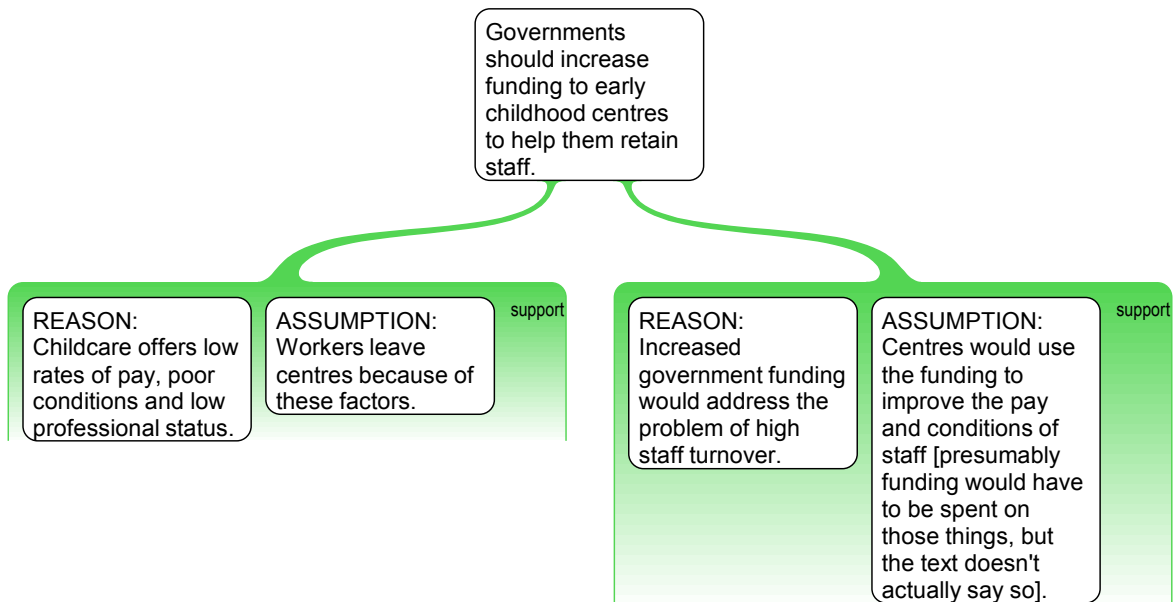 Governments
should increase
funding to early
childhood centres
to help them retain
staff.
REASON:
Childcare offers low
rates of pay, poor
conditions and low
professional status.
ASSUMPTION:
Workers leave
centres because of
these factors.
support
REASON:
Increased
government funding
would address the
problem of high
staff turnover.
ASSUMPTION:
Centres would use
the funding to
improve the pay
and conditions of
staff [presumably
funding would have
to be spent on
those things, but
the text doesn't
actually say so].
support